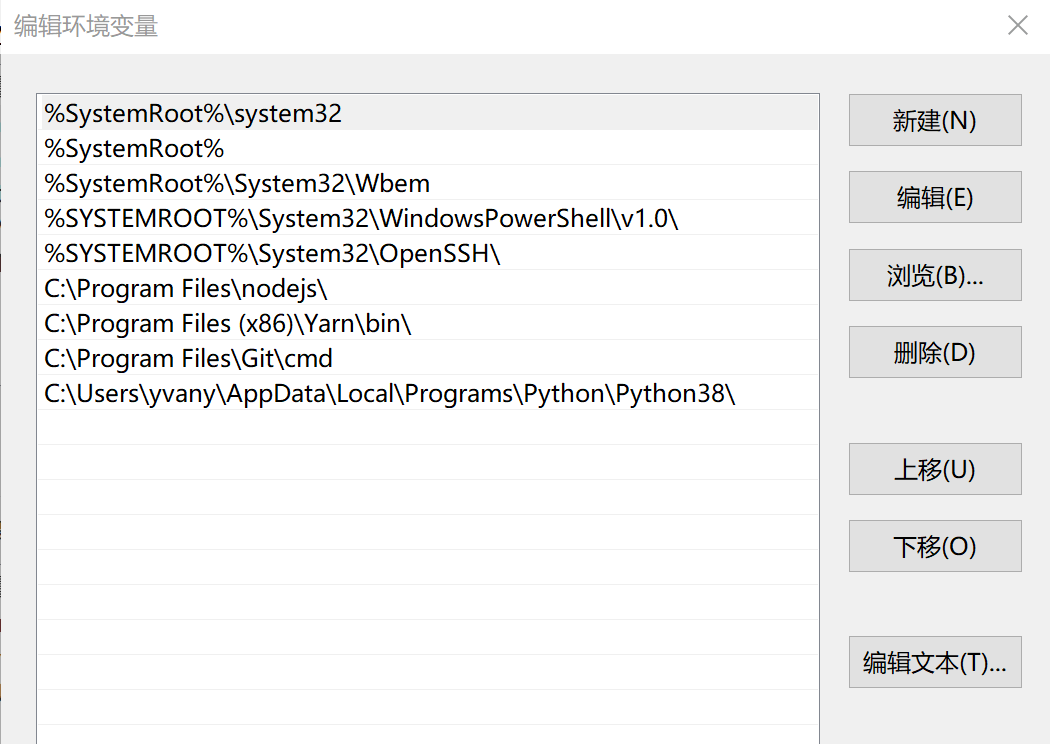 编辑环境变量
%SystemRoot%\system32
%SystemRoot%
%SystemRoot%\System32\Wbem
%SYSTEMROOT%\System32\WindowsPowerShell\v1.0\
%SYSTEMROOT%\System32\OpenSSH\
C:\Program Files\nodejs\
C:\Program Files (x86)\Yarn\bin\
C:\Program Files\Git\cmd
C:\Users\yvany\AppData\Local\Programs\Python\Python38\
新建(N)
编辑(E)
浏览(B)...
删除(D)
上移(U)
下移(O)
编辑文本(T)...